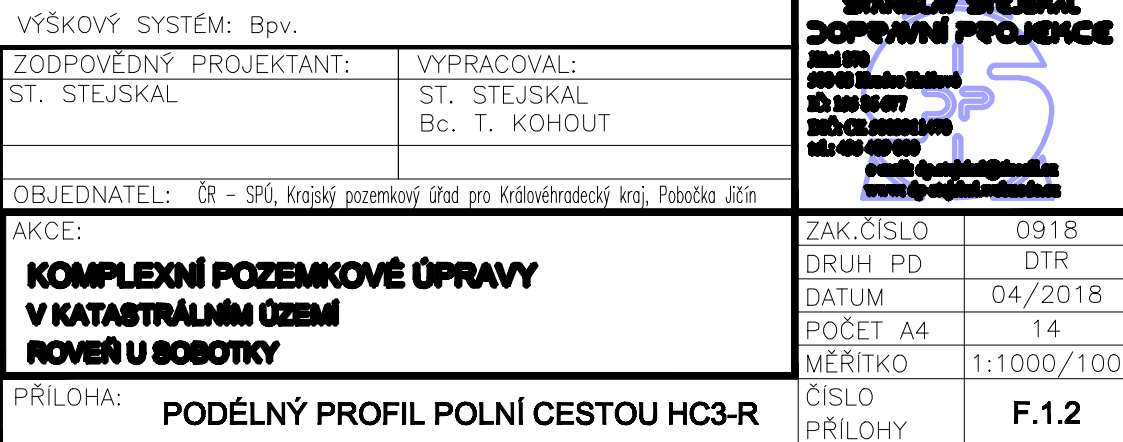 VÝŠKOVÝ SYSTÉM: Bpv.
ZODPOVĚDNÝ PROJEKTANT:
VYPRACOVAL:
ST. STEJSKAL
ST. STEJSKAL
Bc. T. KOHOUT
OBJEDNATEL: ČR – SPÚ, Krajský pozemkový úřad pro Královéhradecký kraj, Pobočka Jičín
STANISLAV STEJSKAL
DOPRAVNÍ PROJEKCE
DP
AKCE:
KOMPLEXNÍ POZEMKOVÉ ÚPRAVY
V KATASTRÁLNÍM ÚZEMÍ
ROVEŇ U SOBOTKY
ZAK.ČÍSLO 0918
DRUH PD DTR
DATUM 04/2018
POČET A4 14
MĚŘÍTKO 1:1000/100
PŘÍLOHA: PODÉLNÝ PROFIL POLNÍ CESTOU HC3-R
ČÍSLO
PŘÍLOHY F.1.2